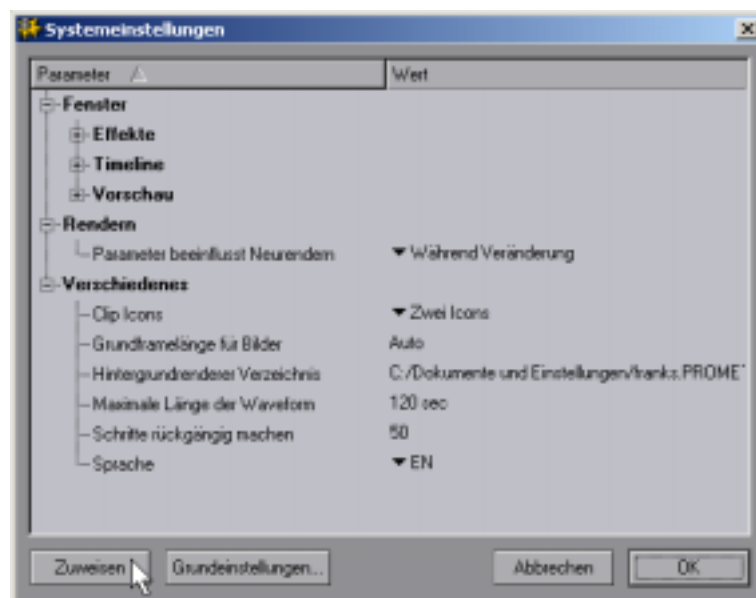 Systemeinstellungen
Parameter Wert
Fenster
Effekte
Timeline
Vorschau
Rendern
Parameter beeinflusst Neurendern Während Veränderung
Verschiedenes
Clip Icons Zwei Icons
Grundframelänge für Bilder Auto
Hintergrundrenderer Verzeichnis C:/Dokumente und Einstellungen/franks.PROMET
Maximale Länge der Waveform 120 sec
Schritte rückgängig machen 50
Sprache EN
Zuweisen Grundeinstellungen... Abbrechen OK